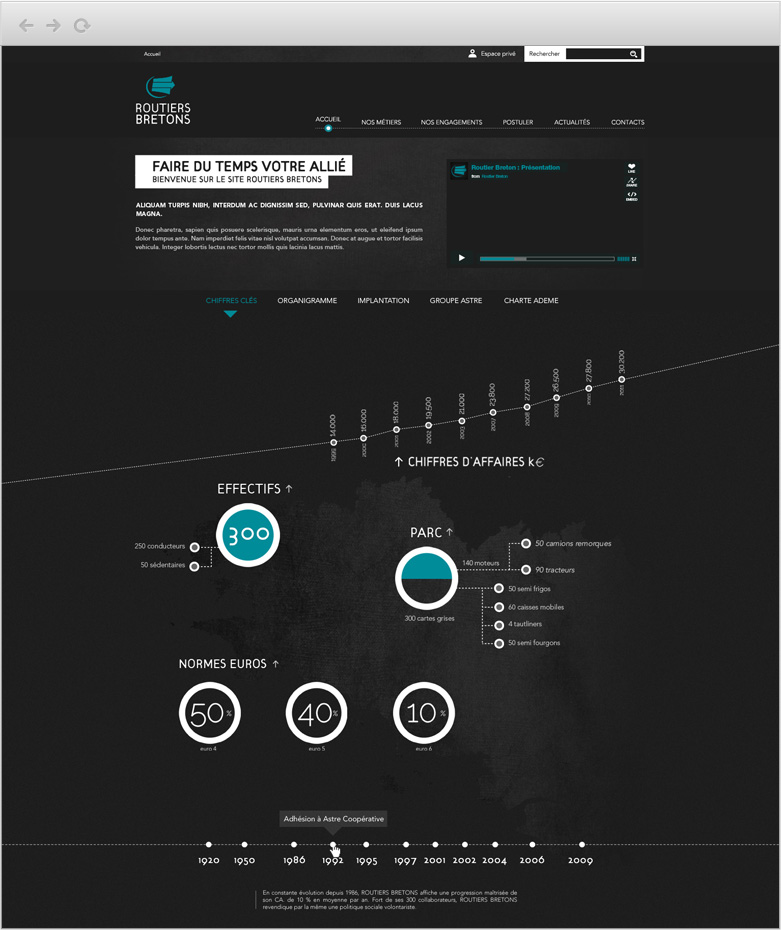 Accueil
Espace privé
Rechercher
ROUTIERS
BRETONS
ACCUEIL
NOS MÉTIERS
NOS ENGAGEMENTS
POSTULER
ACTUALITÉS
CONTACTS
FAIRE DU TEMPS VOTRE ALLIÉ
BIENVENUE SUR LE SITE ROUTIERS BRETONS
ALIQUAM TURPIS NIBH, INTERDUM AC DIGNISSIM SED, PULVINAR QUIS ERAT. DUIS LACUS
MAGNA.
Donec pharetra, sapien quis posuere scelerisque, mauris urna elementum eros, ut eleifend ipsum
dolor tempus ante. Nam imperdiet felis vitae nisl volutpat accumsan. Donec at augue et tortor facilisis
vehicula. Integer lobortis lectus nec tortor mollis quis lacinia lacus mattis.
Routier Breton : Présentation
from Routier Breton
LIKE
SHARE
EMBED
CHIFFRES CLÉS
ORGANIGRAMME
IMPLANTATION
GROUPE ASTRE
CHARTE ADEME
1999 14.000
2000 16.000
2001 18.000
2002 19.500
2003 21.000
2007 23.800
2008 27.200
2009 26.500
27.800
2011 30.200
CHIFFRES D'AFFAIRES k€
EFFECTIFS
300
250 conducteurs
50 sédentaires
PARC
140 moteurs
300 cartes grises
50 camions remorques
90 tracteurs
50 semi frigos
60 caisses mobiles
4 tautliners
50 semi fourgons
NORMES EUROS
50 %
euro 4
40 %
euro 5
10 %
euro 6
Adhésion à Astre Coopérative
1920
1950
1986
1992
1995
1997
2001
2002
2004
2006
2009
En constante évolution depuis 1986, ROUTIERS BRETONS affiche une progression maîtrisée de
son CA. de 10 % en moyenne par an. Fort de ses 300 collaborateurs, ROUTIERS BRETONS
revendique par la même une politique sociale volontariste.